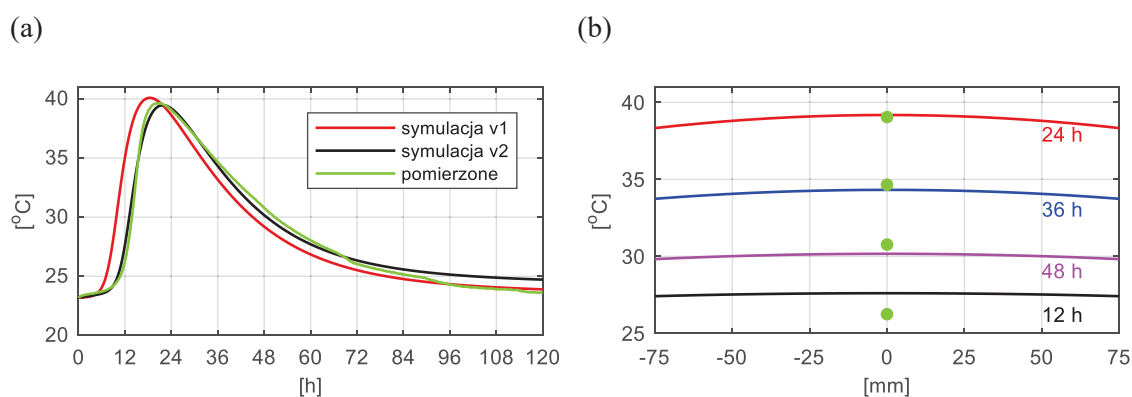 (a)
(b)
[°C]
40
35
30
25
20
0 12 24 36 48 60 72 84 96 108 120
[h]
symulacja v1
symulacja v2
pomierzone
[°C]
40
35
30
25
-75 -50 -25 0 25 50 75
[mm]
24 h
36 h
48 h
12 h